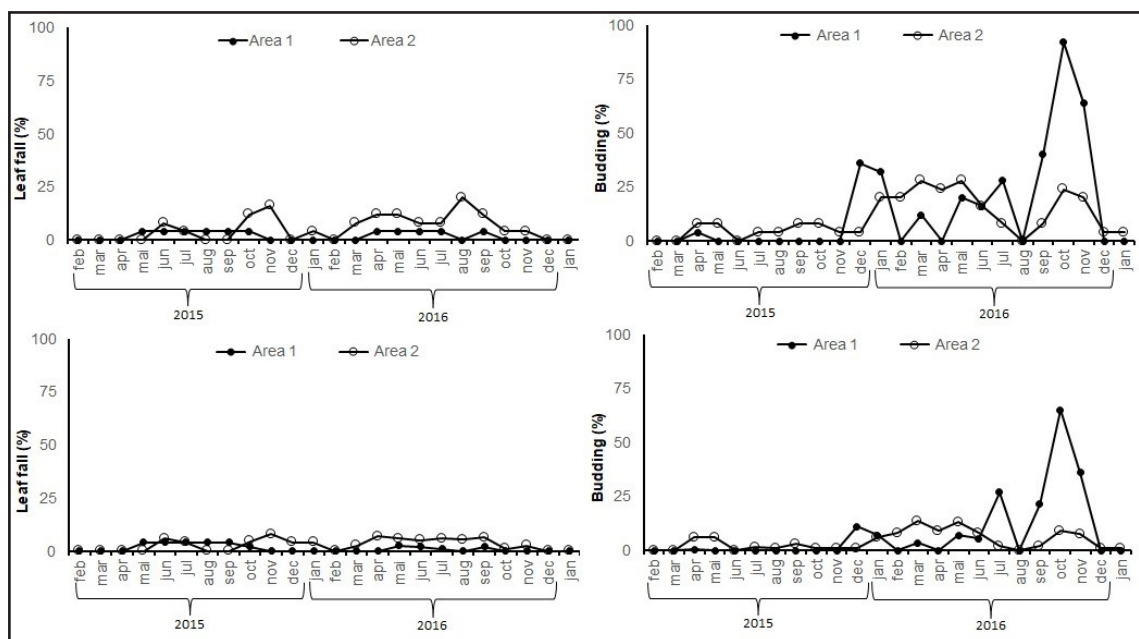 Leaf fall (%)
100
75
50
25
0
Area 1
Area 2
feb mar apr mai jun jul aug sep oct nov dec jan feb mar apr mai jun jul aug sep oct nov dec jan
2015
2016
Budding (%)
100
75
50
25
0
Area 1
Area 2
feb mar apr mai jun jul aug sep oct nov dec jan feb mar apr mai jun jul aug sep oct nov dec jan
2015
2016
Leaf fall (%)
100
75
50
25
0
Area 1
Area 2
feb mar apr mai jun jul aug sep oct nov dec jan feb mar apr mai jun jul aug sep oct nov dec jan
2015
2016
Budding (%)
100
75
50
25
0
Area 1
Area 2
feb mar apr mai jun jul aug sep oct nov dec jan feb mar apr mai jun jul aug sep oct nov dec jan
2015
2016